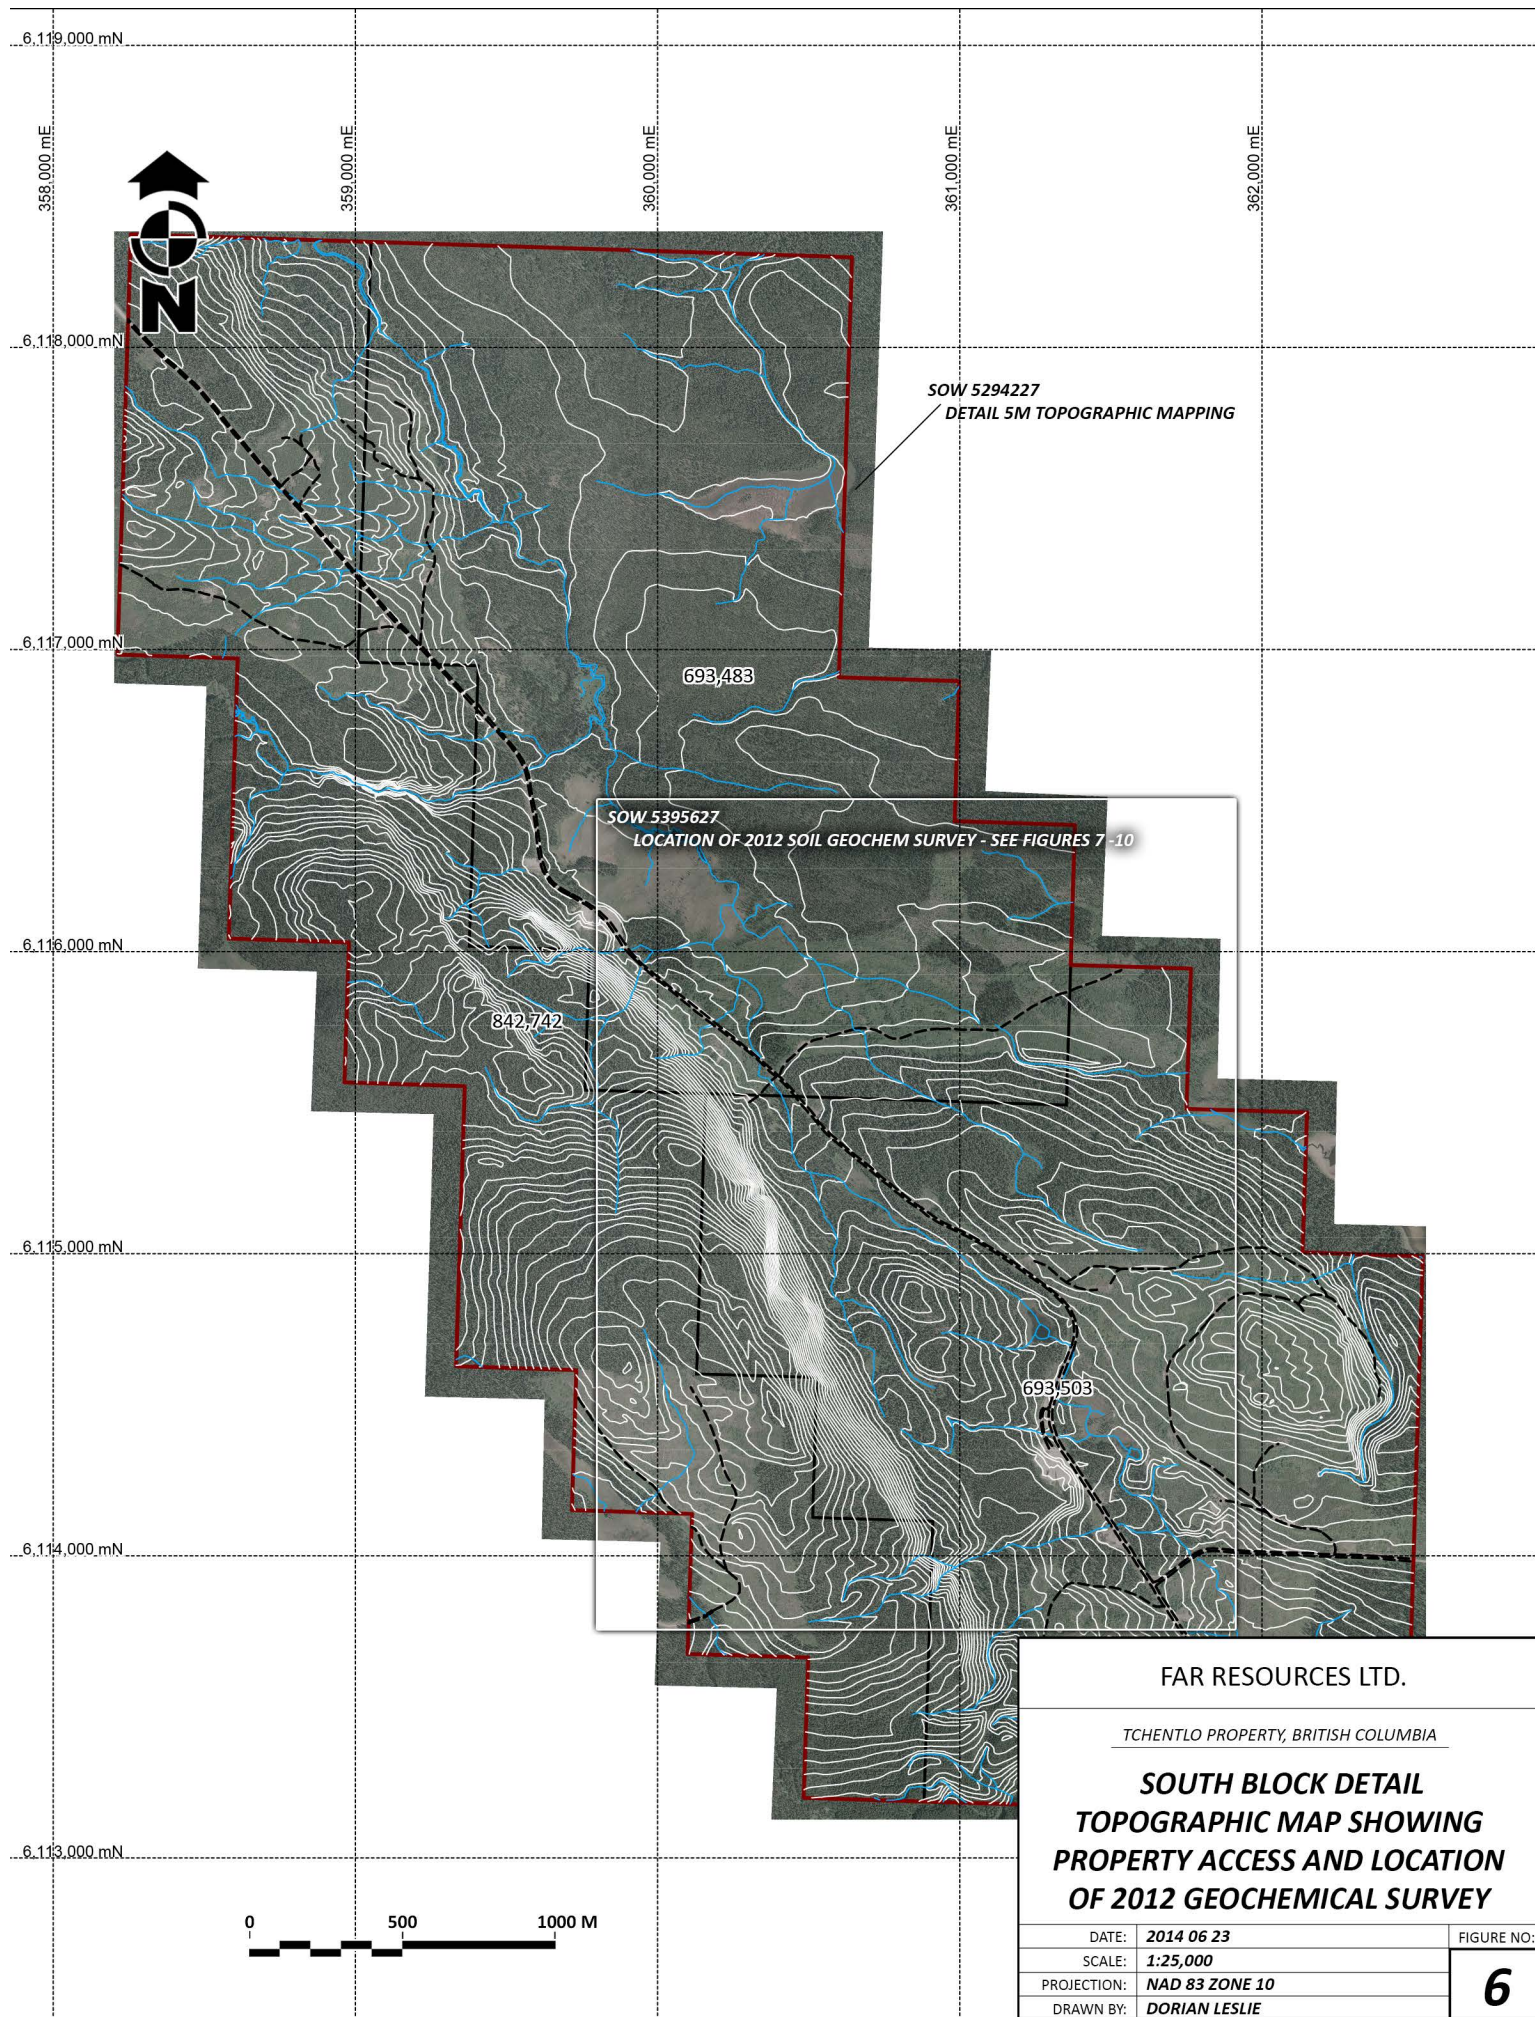 6,119,000 mN
358,000 mE
359,000 mE
360,000 mE
361,000 mE
362,000 mE
N
6,118,000 mN
SOW 5294227
DETAIL 5M TOPOGRAPHIC MAPPING
6,117,000 mN
693,483
SOW 5395627
LOCATION OF 2012 SOIL GEOCHEM SURVEY - SEE FIGURES 7 -10
6,116,000 mN
842,742
6,115,000 mN
693,503
6,114,000 mN
6,113,000 mN
0 500 1000 M
FAR RESOURCES LTD.
TCHENTLO PROPERTY, BRITISH COLUMBIA
SOUTH BLOCK DETAIL
TOPOGRAPHIC MAP SHOWING
PROPERTY ACCESS AND LOCATION
OF 2012 GEOCHEMICAL SURVEY
DATE: 2014 06 23
SCALE: 1:25,000
PROJECTION: NAD 83 ZONE 10
DRAWN BY: DORIAN LESLIE
FIGURE NO:
6